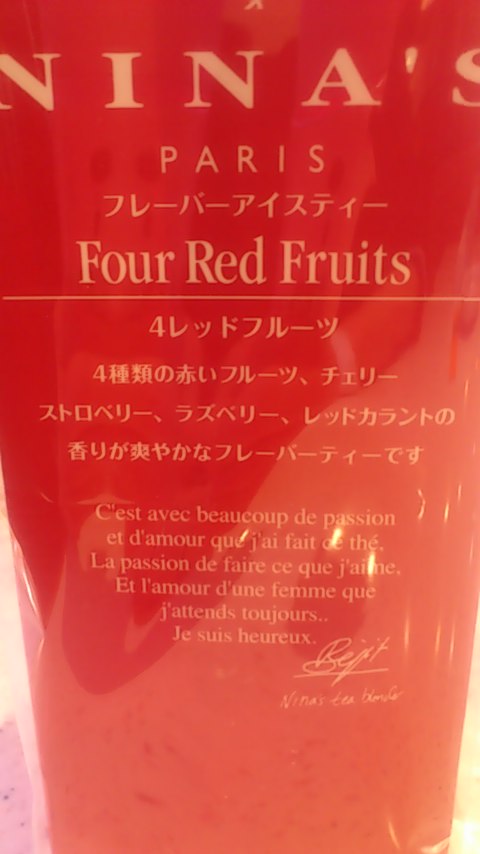 NINA'S
PARIS
フレーバーアイスティー
Four Red Fruits
4レッドフルーツ
4種類の赤いフルーツ、チェリー
ストロベリー、ラズベリー、レッドカラントの
香りが爽やかなフレーバーティーです
C'est avec beaucoup de passion
et d'amour que j'ai fait ce thé.
La passion de faire ce que j'aime.
Et l'amour d'une femme que
j'attends toujours..
Je suis heureux.
Nina's tea blender